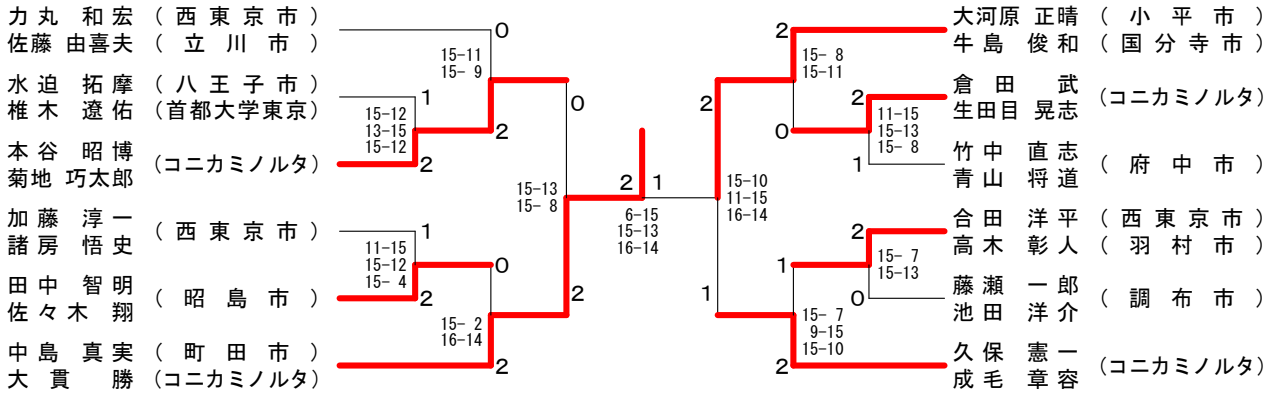 力丸 和宏 (西東京市)
佐藤 由喜夫 (立川市)
0
15-11
15- 9
水迫 拓摩 (八王子市)
椎木 遼佑 (首都大学東京)
1
15-12
13-15
15-12
2
本谷 昭博
菊地 巧太郎
(コニカミノルタ)
2
0
15-13
15- 8
加藤 淳一
諸房 悟史
(西東京市)
1
11-15
15-12
15- 4
0
田中 智明
佐々木 翔
(昭島市)
2
15- 2
16-14
2
中島 真実 (町田市)
大貫 勝 (コニカミノルタ)
2
2 1
6-15
15-13
16-14
大河原 正晴 (小平市)
牛島 俊和 (国分寺市)
2
15- 8
15-11
倉田 武
生田目 晃志
(コニカミノルタ)
2
11-15
15-13
15- 8
2
0
竹中 直志
青山 将道
(府中市)
1
15-10
11-15
16-14
合田 洋平 (西東京市)
高木 彰人 (羽村市)
2
15- 7
15-13
1
藤瀬 一郎
池田 洋介
(調布市)
0
1
15- 7
9-15
15-10
久保 憲一
成毛 章容
(コニカミノルタ)
2